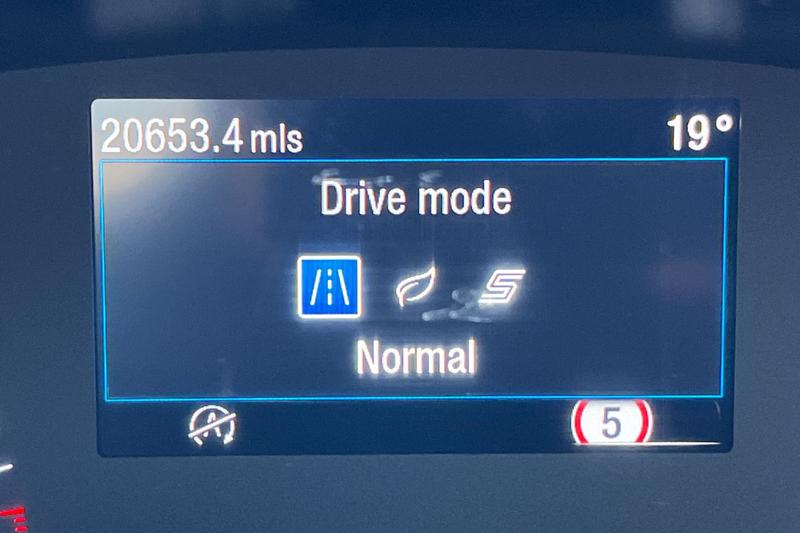 20653.4 mls 19°
Drive mode
Normal
A 5